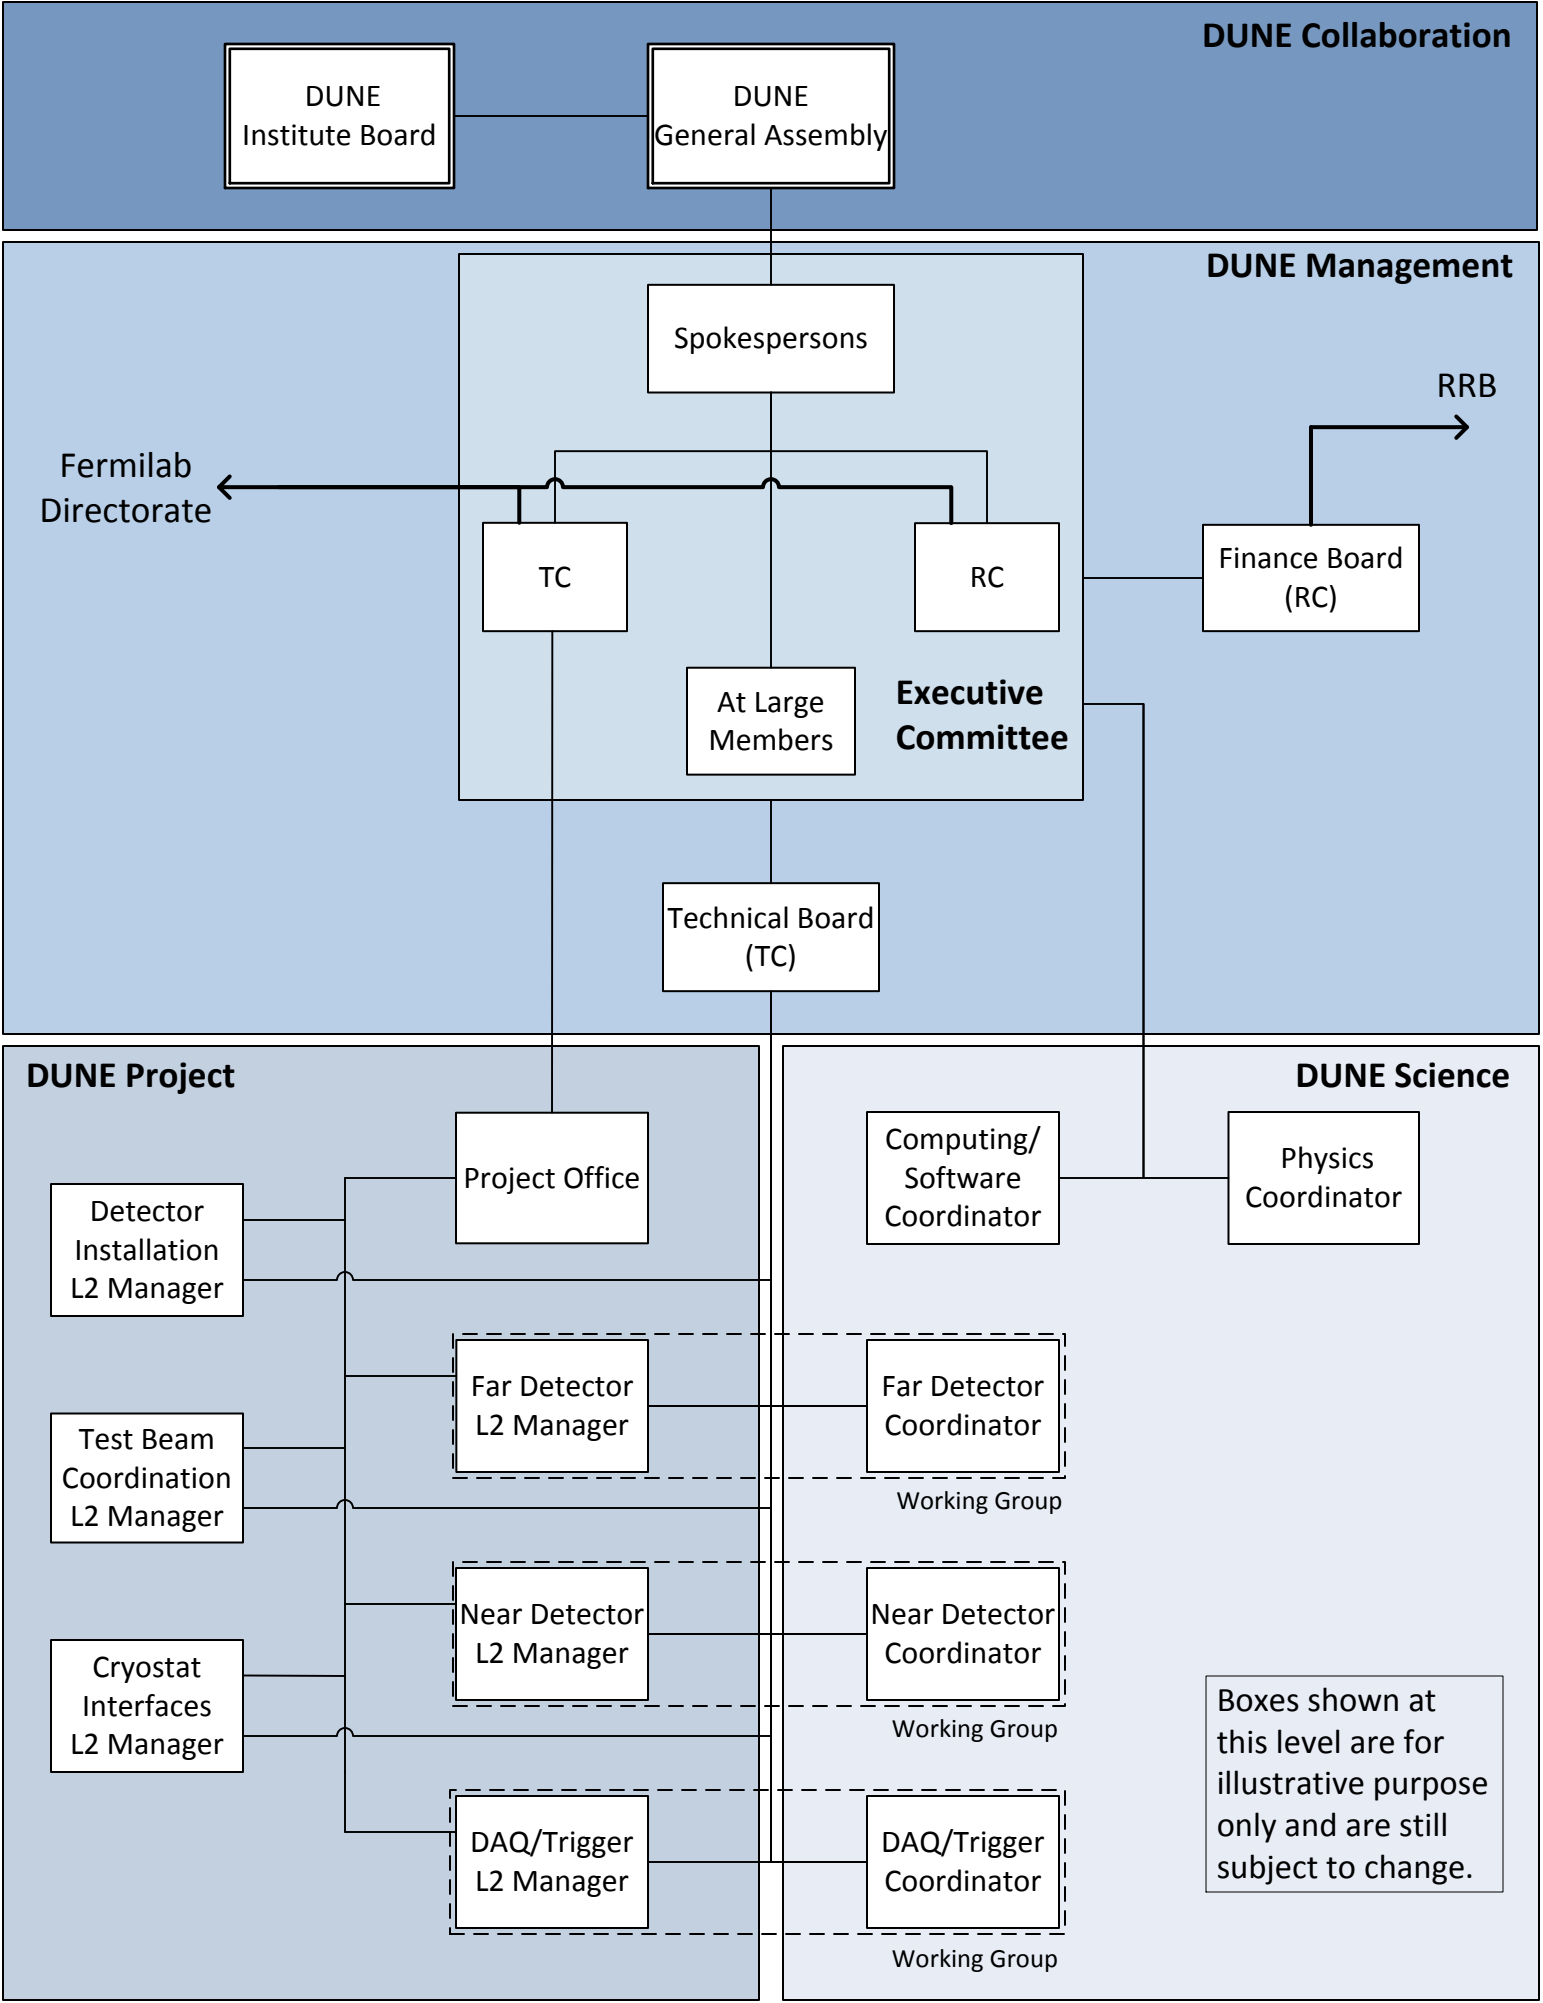 DUNE Collaboration
DUNE
Institute Board
DUNE
General Assembly
DUNE Management
Spokespersons
RRB
Fermilab
Directorate
TC
RC
Finance Board
(RC)
At Large
Members
Executive
Committee
Technical Board
(TC)
DUNE Project
DUNE Science
Project Office
Computing/
Software
Coordinator
Physics
Coordinator
Detector
Installation
L2 Manager
Far Detector
L2 Manager
Far Detector
Coordinator
Working Group
Test Beam
Coordination
L2 Manager
Near Detector
L2 Manager
Near Detector
Coordinator
Working Group
Cryostat
Interfaces
L2 Manager
Boxes shown at
this level are for
illustrative purpose
only and are still
subject to change.
DAQ/Trigger
L2 Manager
DAQ/Trigger
Coordinator
Working Group